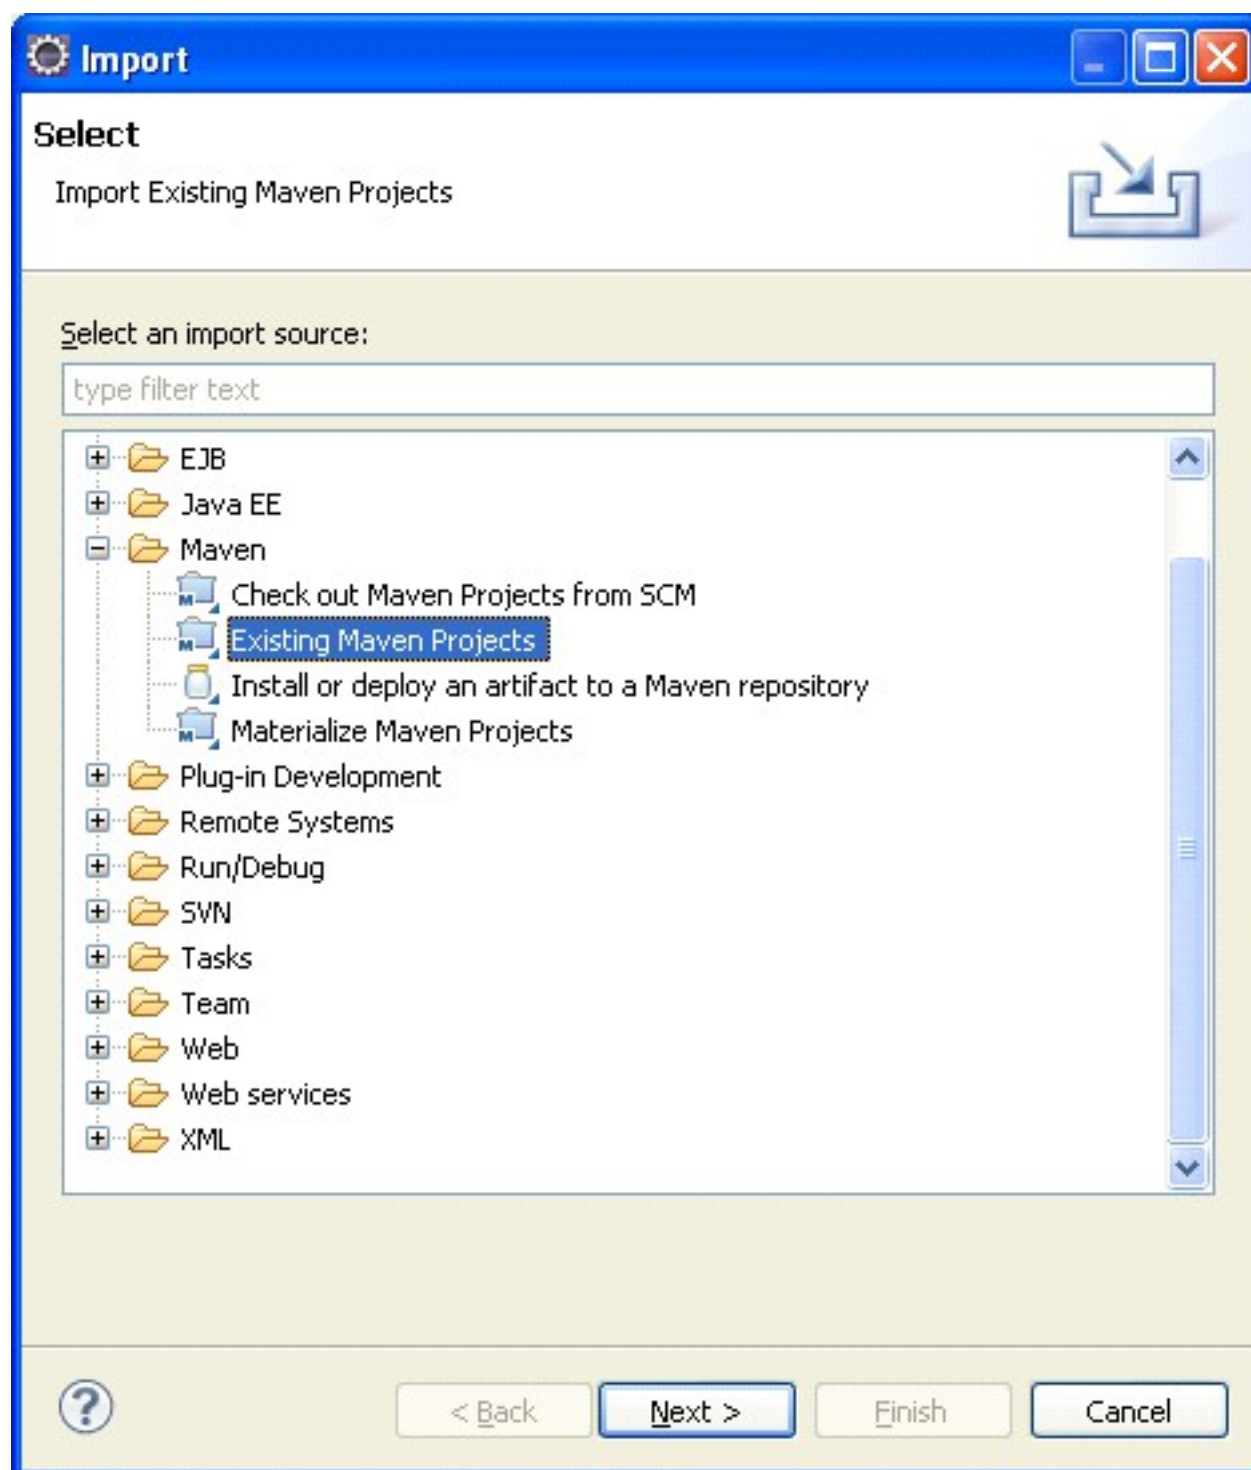 Import
Select
Import Existing Maven Projects
Select an import source:
type filter text
EJB
Java EE
Maven
Check out Maven Projects from SCM
Existing Maven Projects
Install or deploy an artifact to a Maven repository
Materialize Maven Projects
Plug-in Development
Remote Systems
Run/Debug
SVN
Tasks
Team
Web
Web services
XML
< Back Next > Finish Cancel